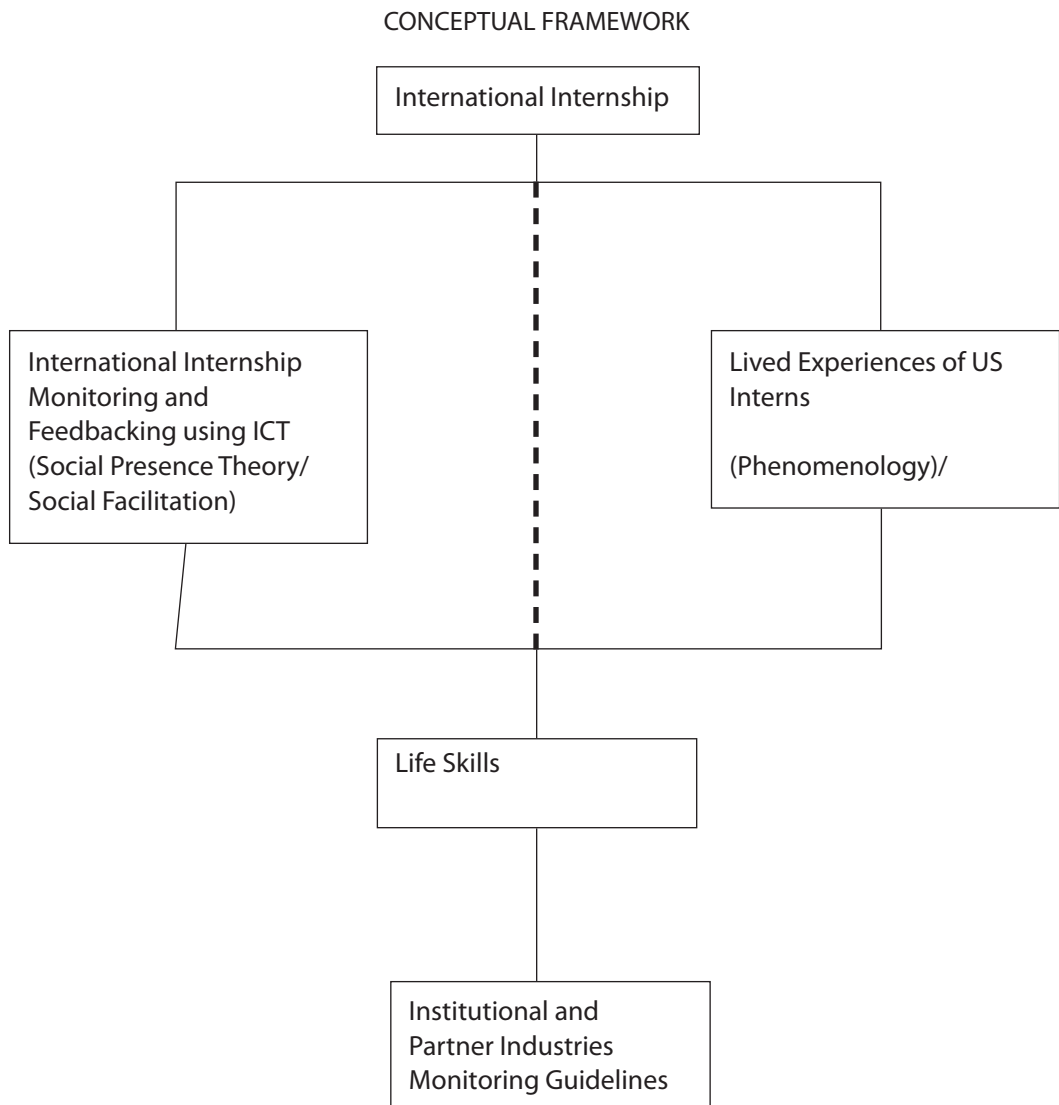 CONCEPTUAL FRAMEWORK
International Internship
International Internship
Monitoring and
Feedbacking using ICT
(Social Presence Theory/
Social Facilitation)
Lived Experiences of US
Interns
(Phenomenology)/
Life Skills
Institutional and
Partner Industries
Monitoring Guidelines